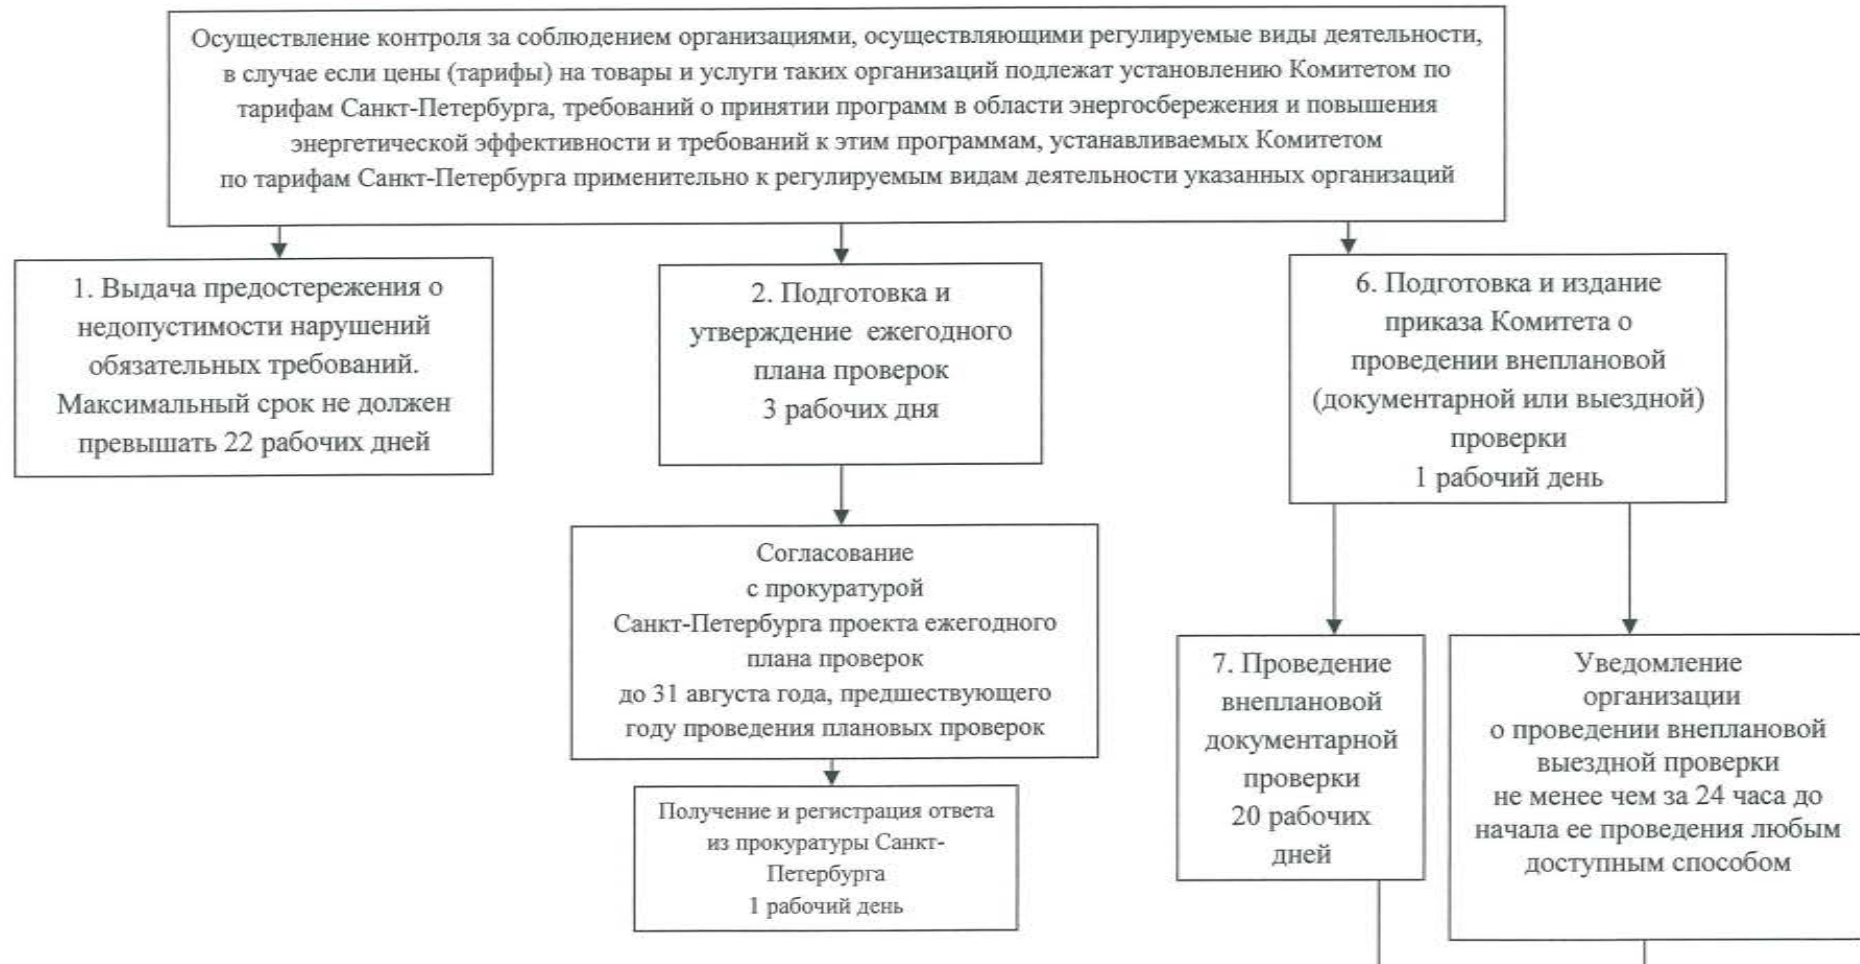 Осуществление контроля за соблюдением организациями, осуществляющими регулируемые виды деятельности,
в случае если цены (тарифы) на товары и услуги таких организаций подлежат установлению Комитетом по
тарифам Санкт-Петербурга, требований о принятии программ в области энергосбережения и повышения
энергетической эффективности и требований к этим программам, устанавливаемых Комитетом
по тарифам Санкт-Петербурга применительно к регулируемым видам деятельности указанных организаций
1. Выдача предостережения о
недопустимости нарушений
обязательных требований.
Максимальный срок не должен
превышать 22 рабочих дней
2. Подготовка и
утверждение ежегодного
плана проверок
3 рабочих дня
6. Подготовка и издание
приказа Комитета о
проведении внеплановой
(документарной или выездной)
проверки
1 рабочий день
Согласование
с прокуратурой
Санкт-Петербурга проекта ежегодного
плана проверок
до 31 августа года, предшествующего
году проведения плановых проверок
7. Проведение
внеплановой
документарной
проверки
20 рабочих
дней
Уведомление
организации
о проведении внеплановой
выездной проверки
не менее чем за 24 часа до
начала ее проведения любым
доступным способом
Получение и регистрация ответа
из прокуратуры Санкт-
Петербурга
1 рабочий день